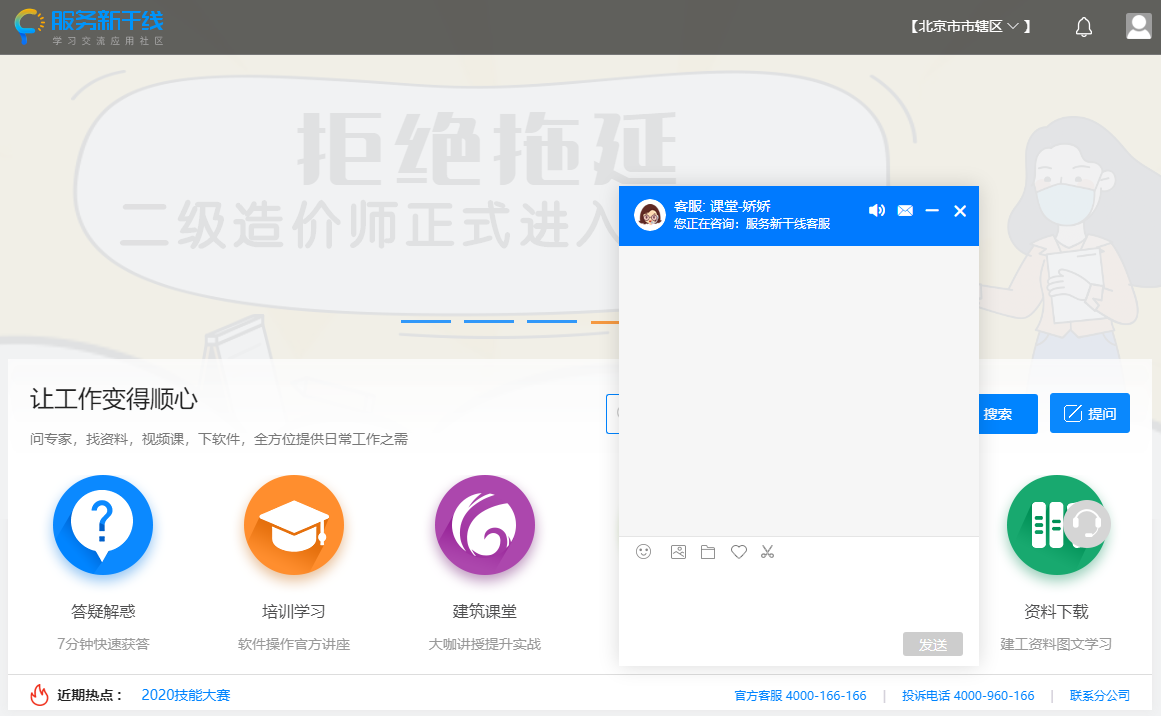 服务新干线
学习交流应用社区
【北京市市辖区 】
拒绝拖延
二级造价师正式进入
客服: 课堂-娇娇
您正在咨询：服务新干线客服
让工作变得顺心
问专家，找资料，视频课，下软件，全方位提供日常工作之需
搜索
提问
答疑解惑
7分钟快速获答
培训学习
软件操作官方讲座
建筑课堂
大咖讲授提升实战
资料下载
建工资料图文学习
发送
近期热点：
2020技能大赛
官方客服 4000-166-166 | 投诉电话 4000-960-166 | 联系分公司